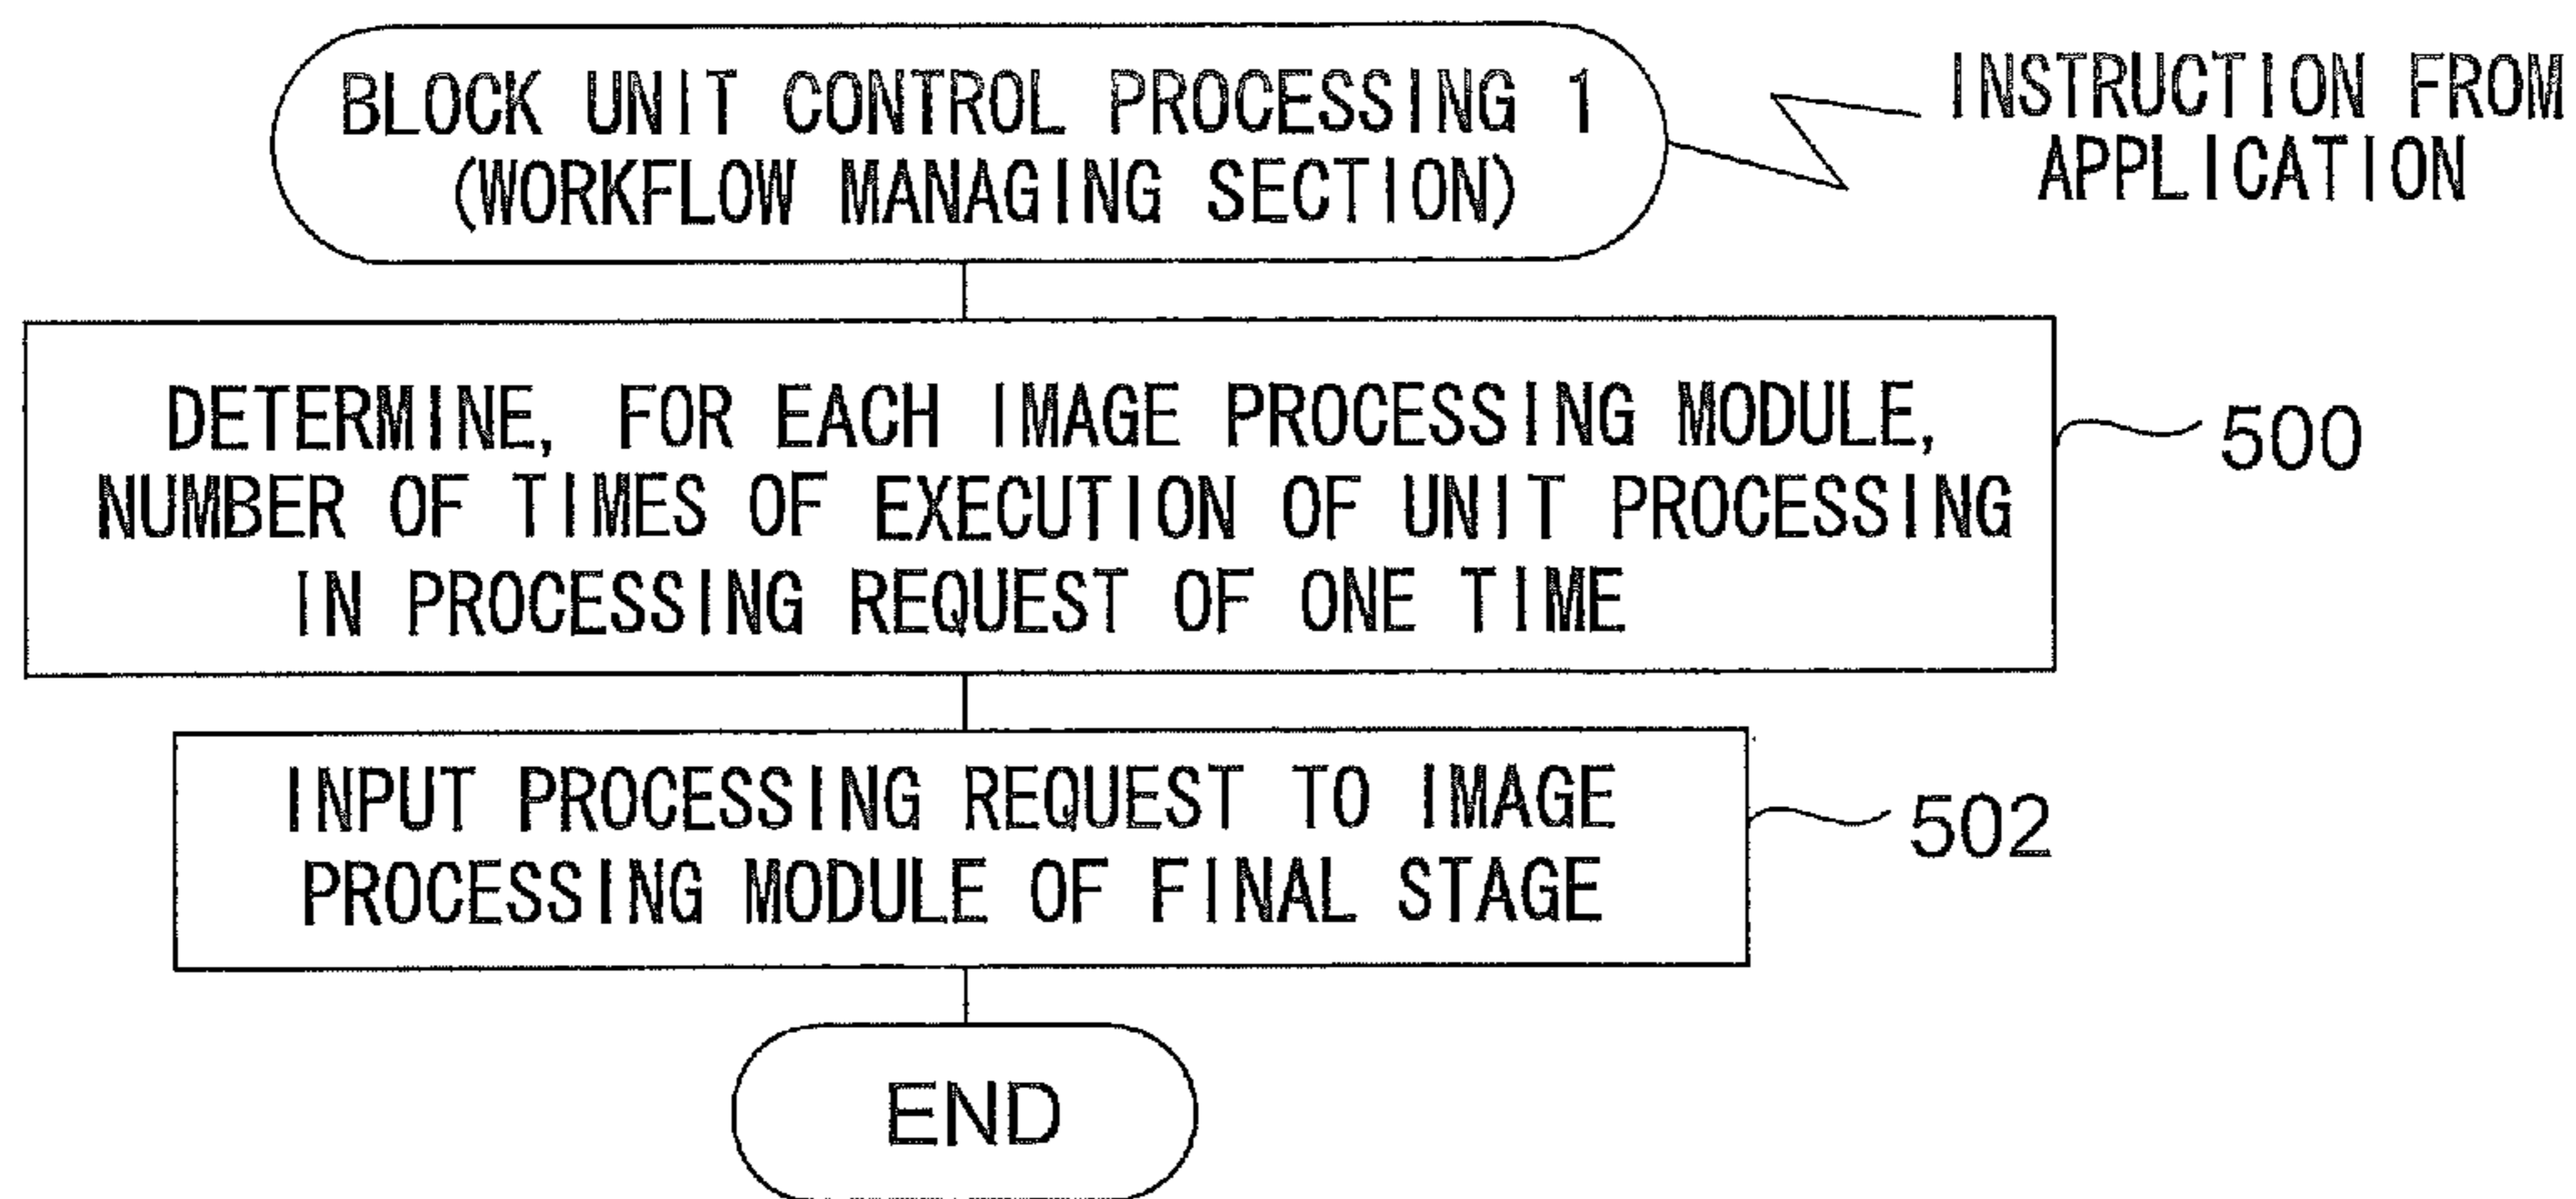 BLOCK UNIT CONTROL PROCESSING 1
(WORKFLOW MANAGING SECTION)
INSTRUCTION FROM
APPLICATION
DETERMINE, FOR EACH IMAGE PROCESSING MODULE,
NUMBER OF TIMES OF EXECUTION OF UNIT PROCESSING
IN PROCESSING REQUEST OF ONE TIME
500
INPUT PROCESSING REQUEST TO IMAGE
PROCESSING MODULE OF FINAL STAGE
502
END